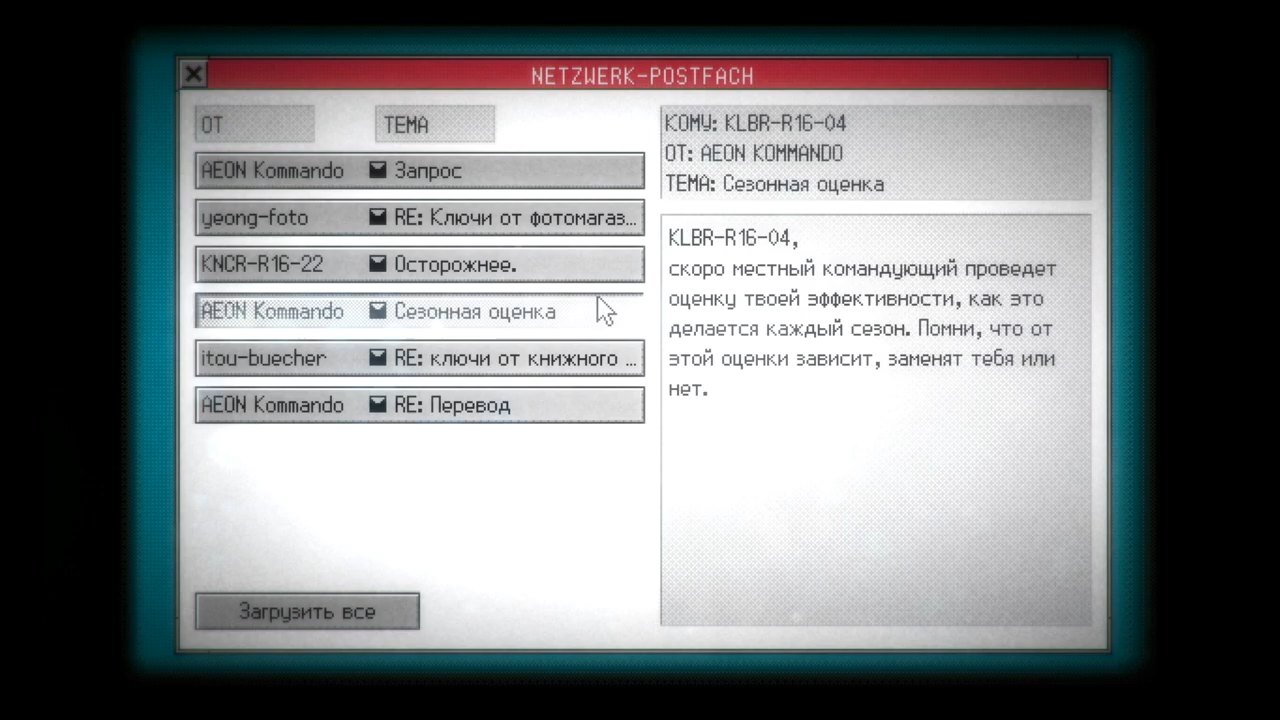 NETZWERK-POSTFACH
ОТ ТЕМА
AEON Kommando Запрос
yeong-foto RE: Ключи от фотомагаз...
KNCR-R16-22 Осторожнее.
AEON Kommando Сезонная оценка
itou-buecher RE: ключи от книжного ...
AEON Kommando RE: Перевод
Загрузить все
КОМУ: KLBR-R16-04
ОТ: AEON KOMMANDO
ТЕМА: Сезонная оценка
KLBR-R16-04,
скоро местный командующий проведет
оценку твоей эффективности, как это
делается каждый сезон. Помни, что от
этой оценки зависит, заменят тебя или
нет.